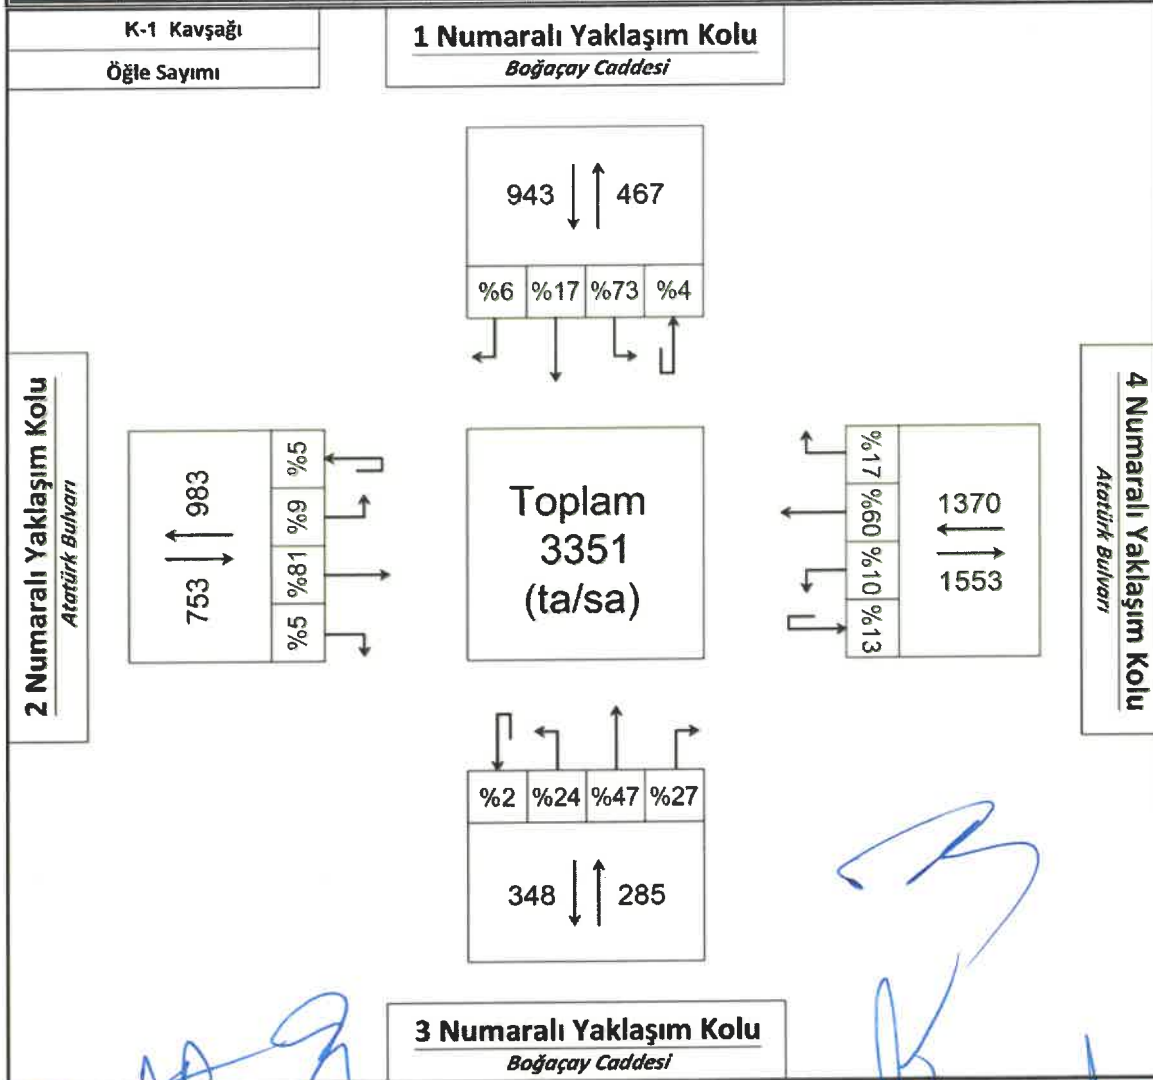 K-1 Kavşağı
Öğle Sayımı
1 Numaralı Yaklaşım Kolu
Boğaçay Caddesi
943 467
%6 %17 %73 %4
2 Numaralı Yaklaşım Kolu
Atatürk Bulvarı
983
753
%5
%9
%81
%5
Toplam
3351
(ta/sa)
%17
%60
%10
%13
1370
1553
4 Numaralı Yaklaşım Kolu
Atatürk Bulvarı
%2 %24 %47 %27
348 285
3 Numaralı Yaklaşım Kolu
Boğaçay Caddesi